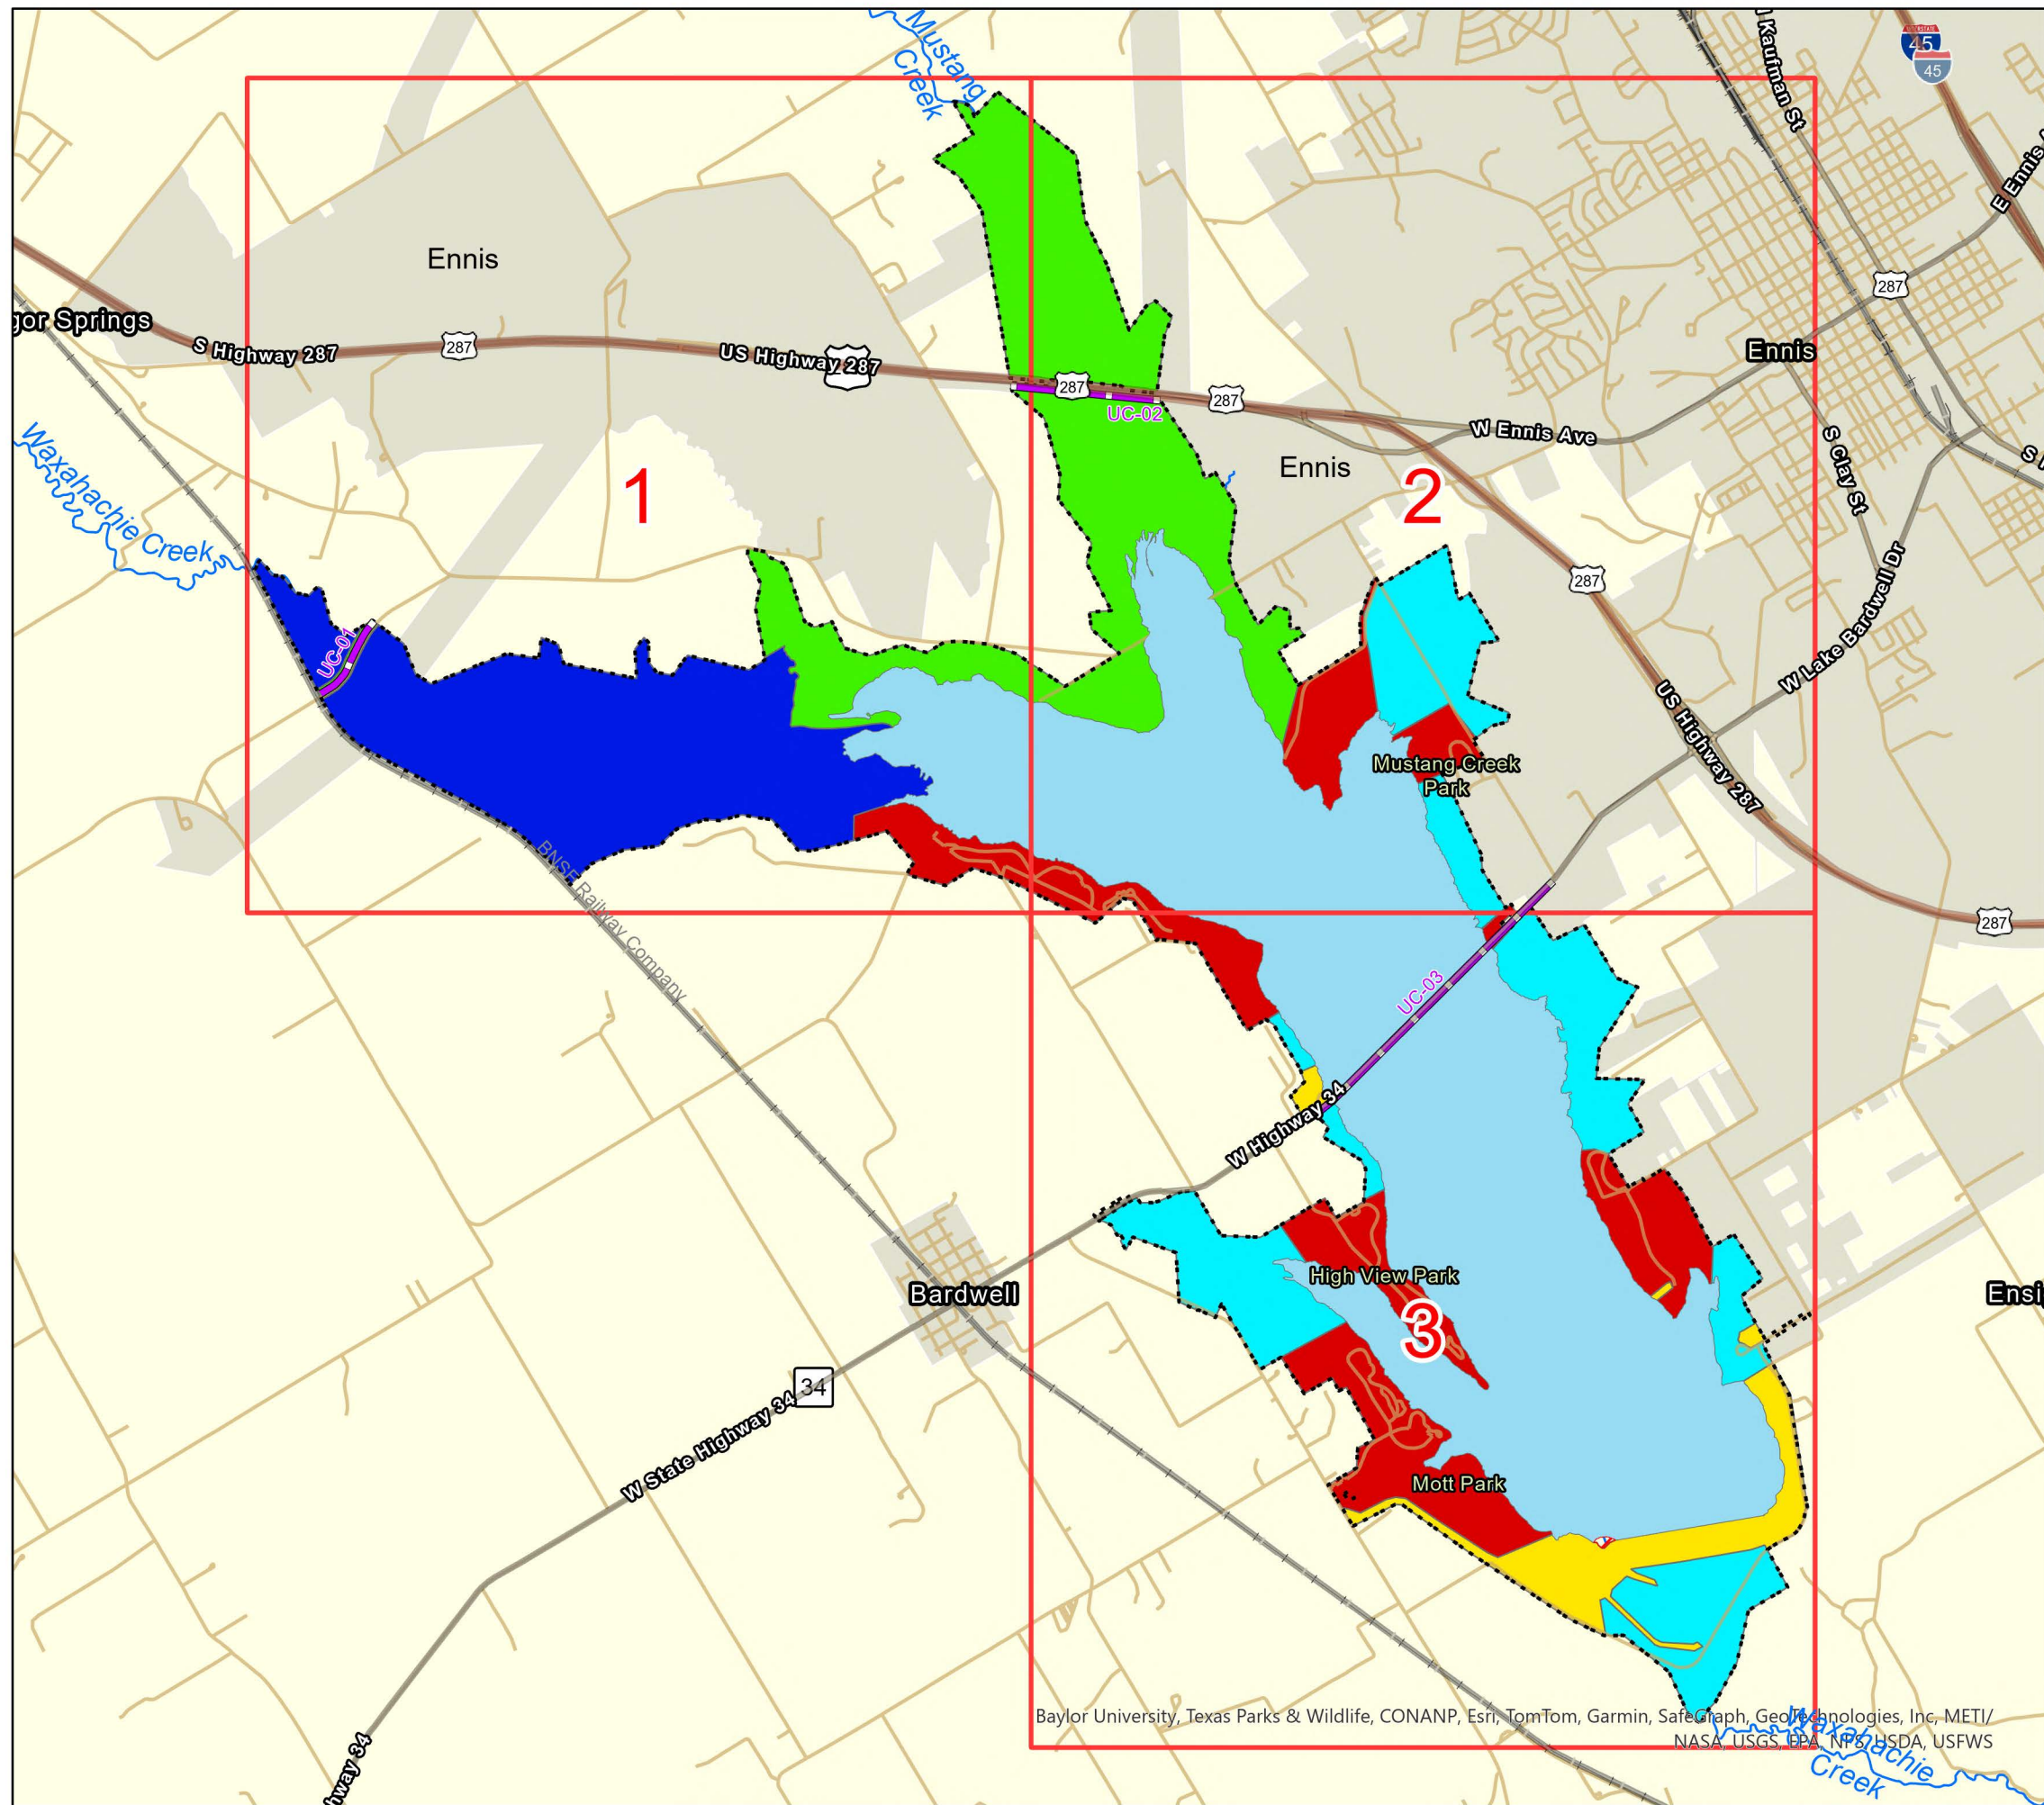 Mustang
Creek
N Kaufman St
45
45
E Ennis
Ennis
287
gor Springs
S Highway 287
287
US Highway 287
Ennis
287
287
UC-02
W Ennis Ave
Waxahachie Creek
1
Ennis
2
S Clay St
287
W Lake Bardwell Dr
UC-01
US Highway 287
Mustang Creek
Park
BNSF Railway Company
287
UC-03
W Highway 34
High View Park
Bardwell
Ensi
3
34
W State Highway 34
Mott Park
Baylor University, Texas Parks & Wildlife, CONANP, Esri, TomTom, Garmin, SafeGraph, GeoTechnologies, Inc, METI/
NASA, USGS, EPA, NPS, USDA, USFWS
Waxahachie
Creek
hway 34